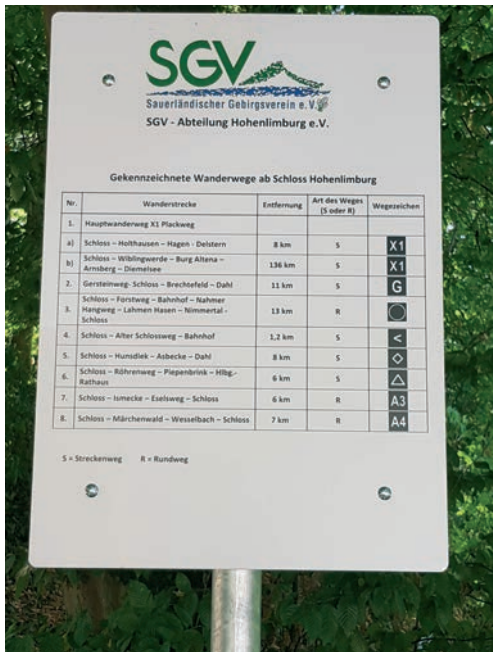 SGV
Sauerländischer Gebirgsverein e.V.
SGV - Abteilung Hohenlimburg e.V.
Gekennzeichnete Wanderwege ab Schloss Hohenlimburg
Nr. Wanderstrecke Entfernung Art des Weges (S oder R) Wegezeichen
1. Hauptwanderweg X1 Plackweg
a) Schloss – Holthausen - Hagen - Delstern 8 km S X1
b) Schloss – Wiblingwerde – Burg Altena –
Arnsberg – Diemelsee 136 km S X1
2. Gersteinweg- Schloss – Brechtefeld – Dahl 11 km S G
3. Schloss – Forstweg – Bahnhof – Nahmer
Hangweg – Lahmen Hasen – Nimmertal -
Schloss 13 km R
4. Schloss – Alter Schlossweg – Bahnhof 1,2 km S <
5. Schloss – Hunsdiek – Asbecke – Dahl 8 km S ◇
6. Schloss – Röhrenweg – Piepenbrink – Hlbg.-
Rathaus 6 km S △
7. Schloss – Ismecke – Eselsweg – Schloss 6 km R A3
8. Schloss – Märchenwald – Wesselbach – Schloss 7 km R A4
S = Streckenweg R = Rundweg